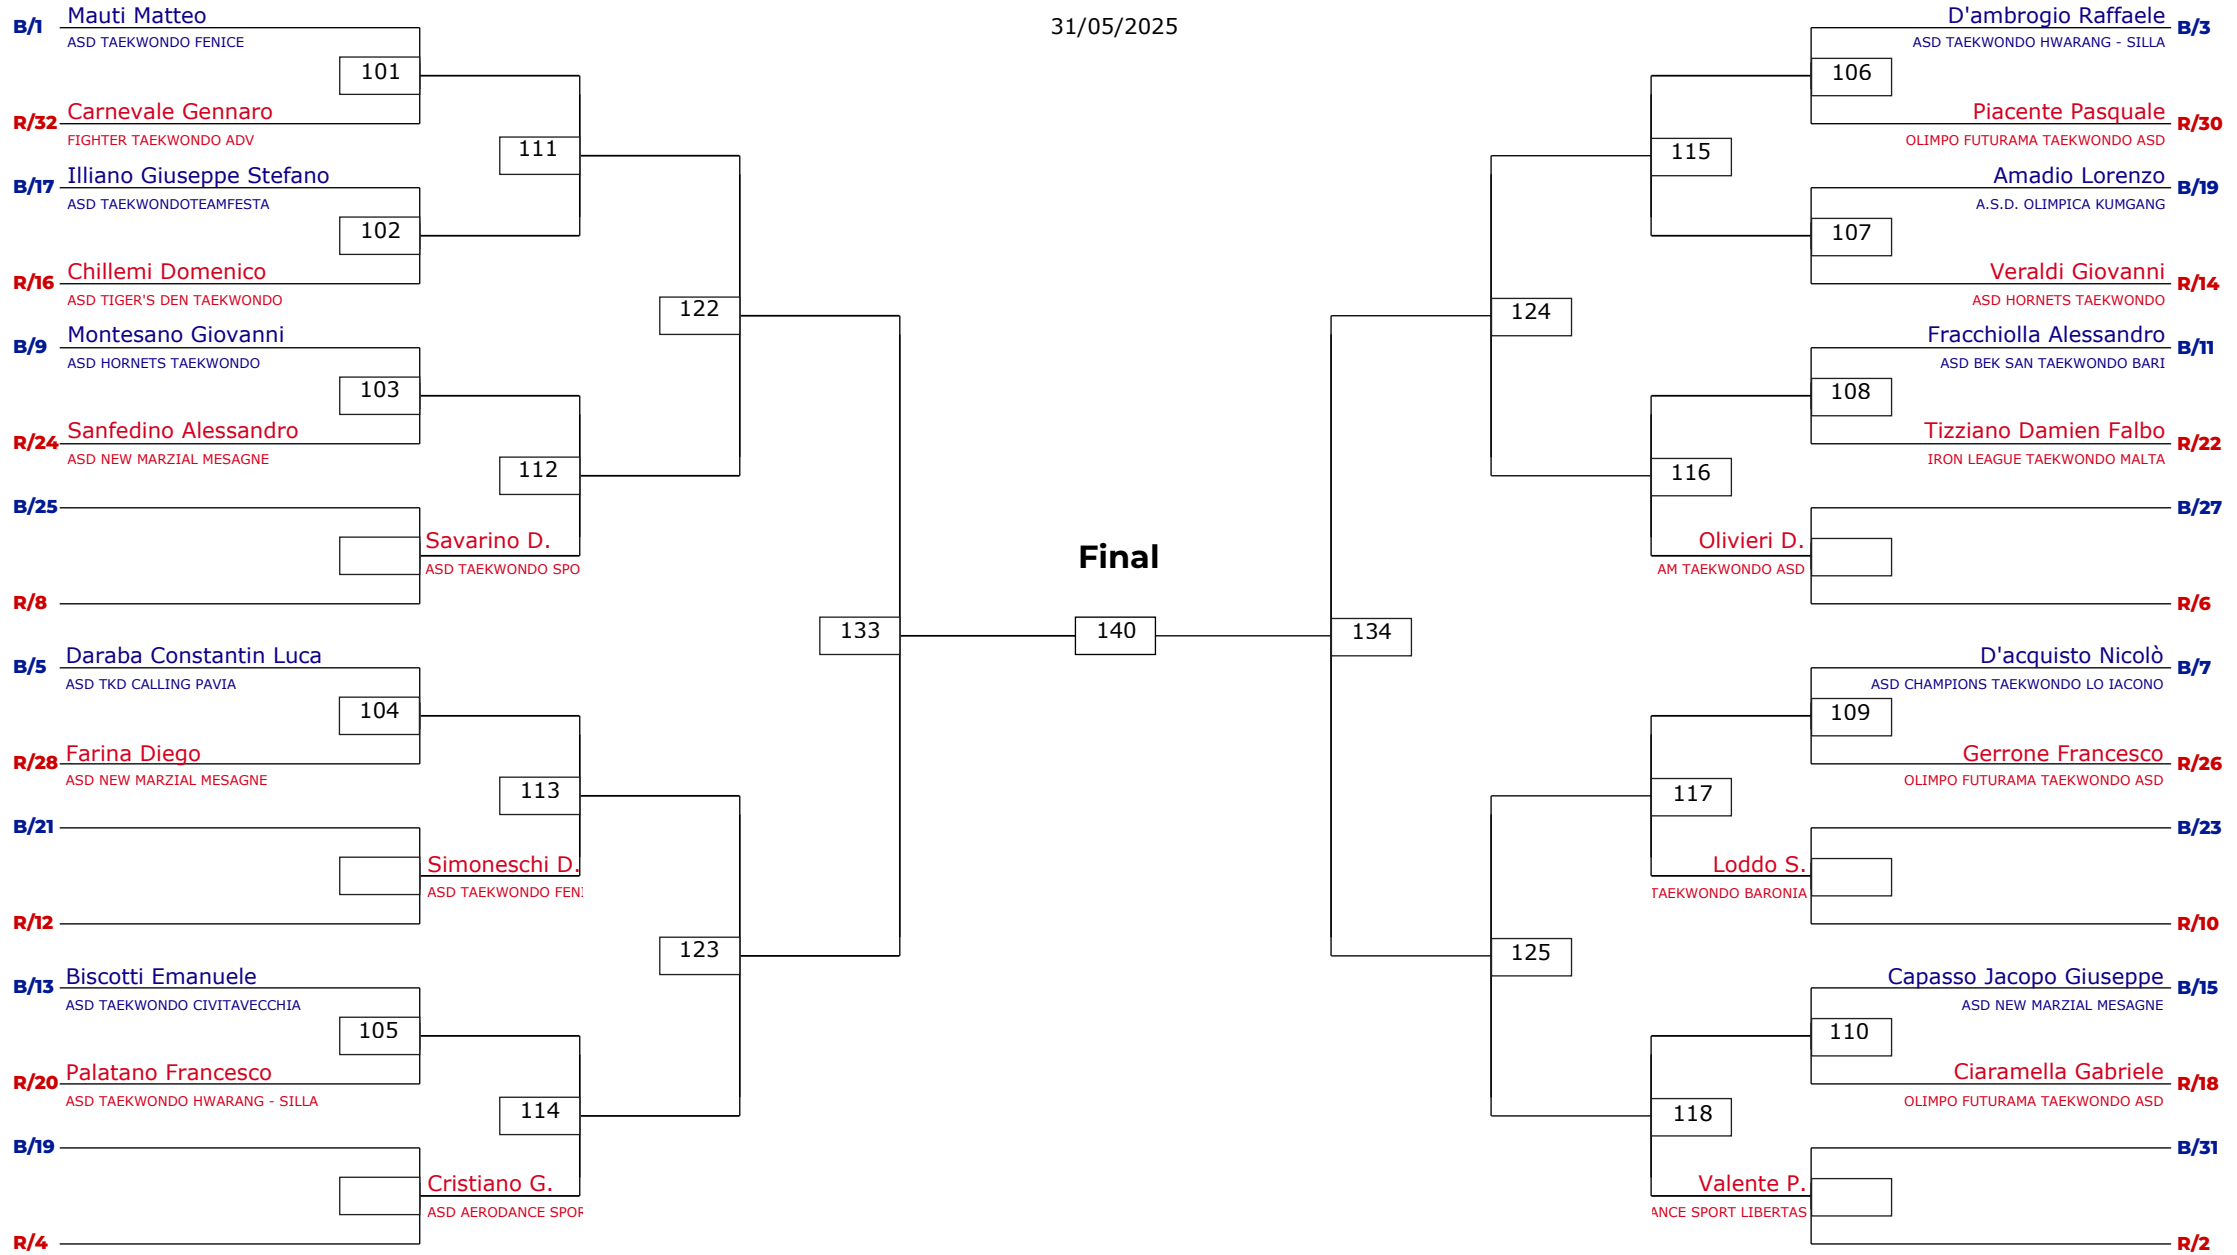 31/05/2025
B/1 Mauti Matteo
ASD TAEKWONDO FENICE
101
R/32 Carnevale Gennaro
FIGHTER TAEKWONDO ADV
111
B/17 Illiano Giuseppe Stefano
ASD TAEKWONDOTEAMFESTA
102
R/16 Chillemi Domenico
ASD TIGER'S DEN TAEKWONDO
122
B/9 Montesano Giovanni
ASD HORNETS TAEKWONDO
103
R/24 Sanfedino Alessandro
ASD NEW MARZIAL MESAGNE
112
B/25
Savarino D.
ASD TAEKWONDO SPO
R/8
133
B/5 Daraba Constantin Luca
ASD TKD CALLING PAVIA
104
R/28 Farina Diego
ASD NEW MARZIAL MESAGNE
113
B/21
Simoneschi D.
ASD TAEKWONDO FENI
R/12
123
B/13 Biscotti Emanuele
ASD TAEKWONDO CIVITAVECCHIA
105
R/20 Palatano Francesco
ASD TAEKWONDO HWARANG - SILLA
114
B/19
Cristiano G.
ASD AERODANCE SPOR
R/4
Final
140
D'ambrogio Raffaele B/3
ASD TAEKWONDO HWARANG - SILLA
106
Piacente Pasquale R/30
OLIMPO FUTURAMA TAEKWONDO ASD
115
Amadio Lorenzo B/19
A.S.D. OLIMPICA KUMGANG
107
Veraldi Giovanni R/14
ASD HORNETS TAEKWONDO
124
Fracchiolla Alessandro B/11
ASD BEK SAN TAEKWONDO BARI
108
Tizziano Damien Falbo R/22
IRON LEAGUE TAEKWONDO MALTA
116
B/27
Olivieri D.
AM TAEKWONDO ASD
R/6
134
D'acquisto Nicolò B/7
ASD CHAMPIONS TAEKWONDO LO IACONO
109
Gerrone Francesco R/26
OLIMPO FUTURAMA TAEKWONDO ASD
117
B/23
Loddo S.
TAEKWONDO BARONIA
R/10
125
Capasso Jacopo Giuseppe B/15
ASD NEW MARZIAL MESAGNE
110
Ciaramella Gabriele R/18
OLIMPO FUTURAMA TAEKWONDO ASD
118
B/31
Valente P.
ANCE SPORT LIBERTAS
R/2